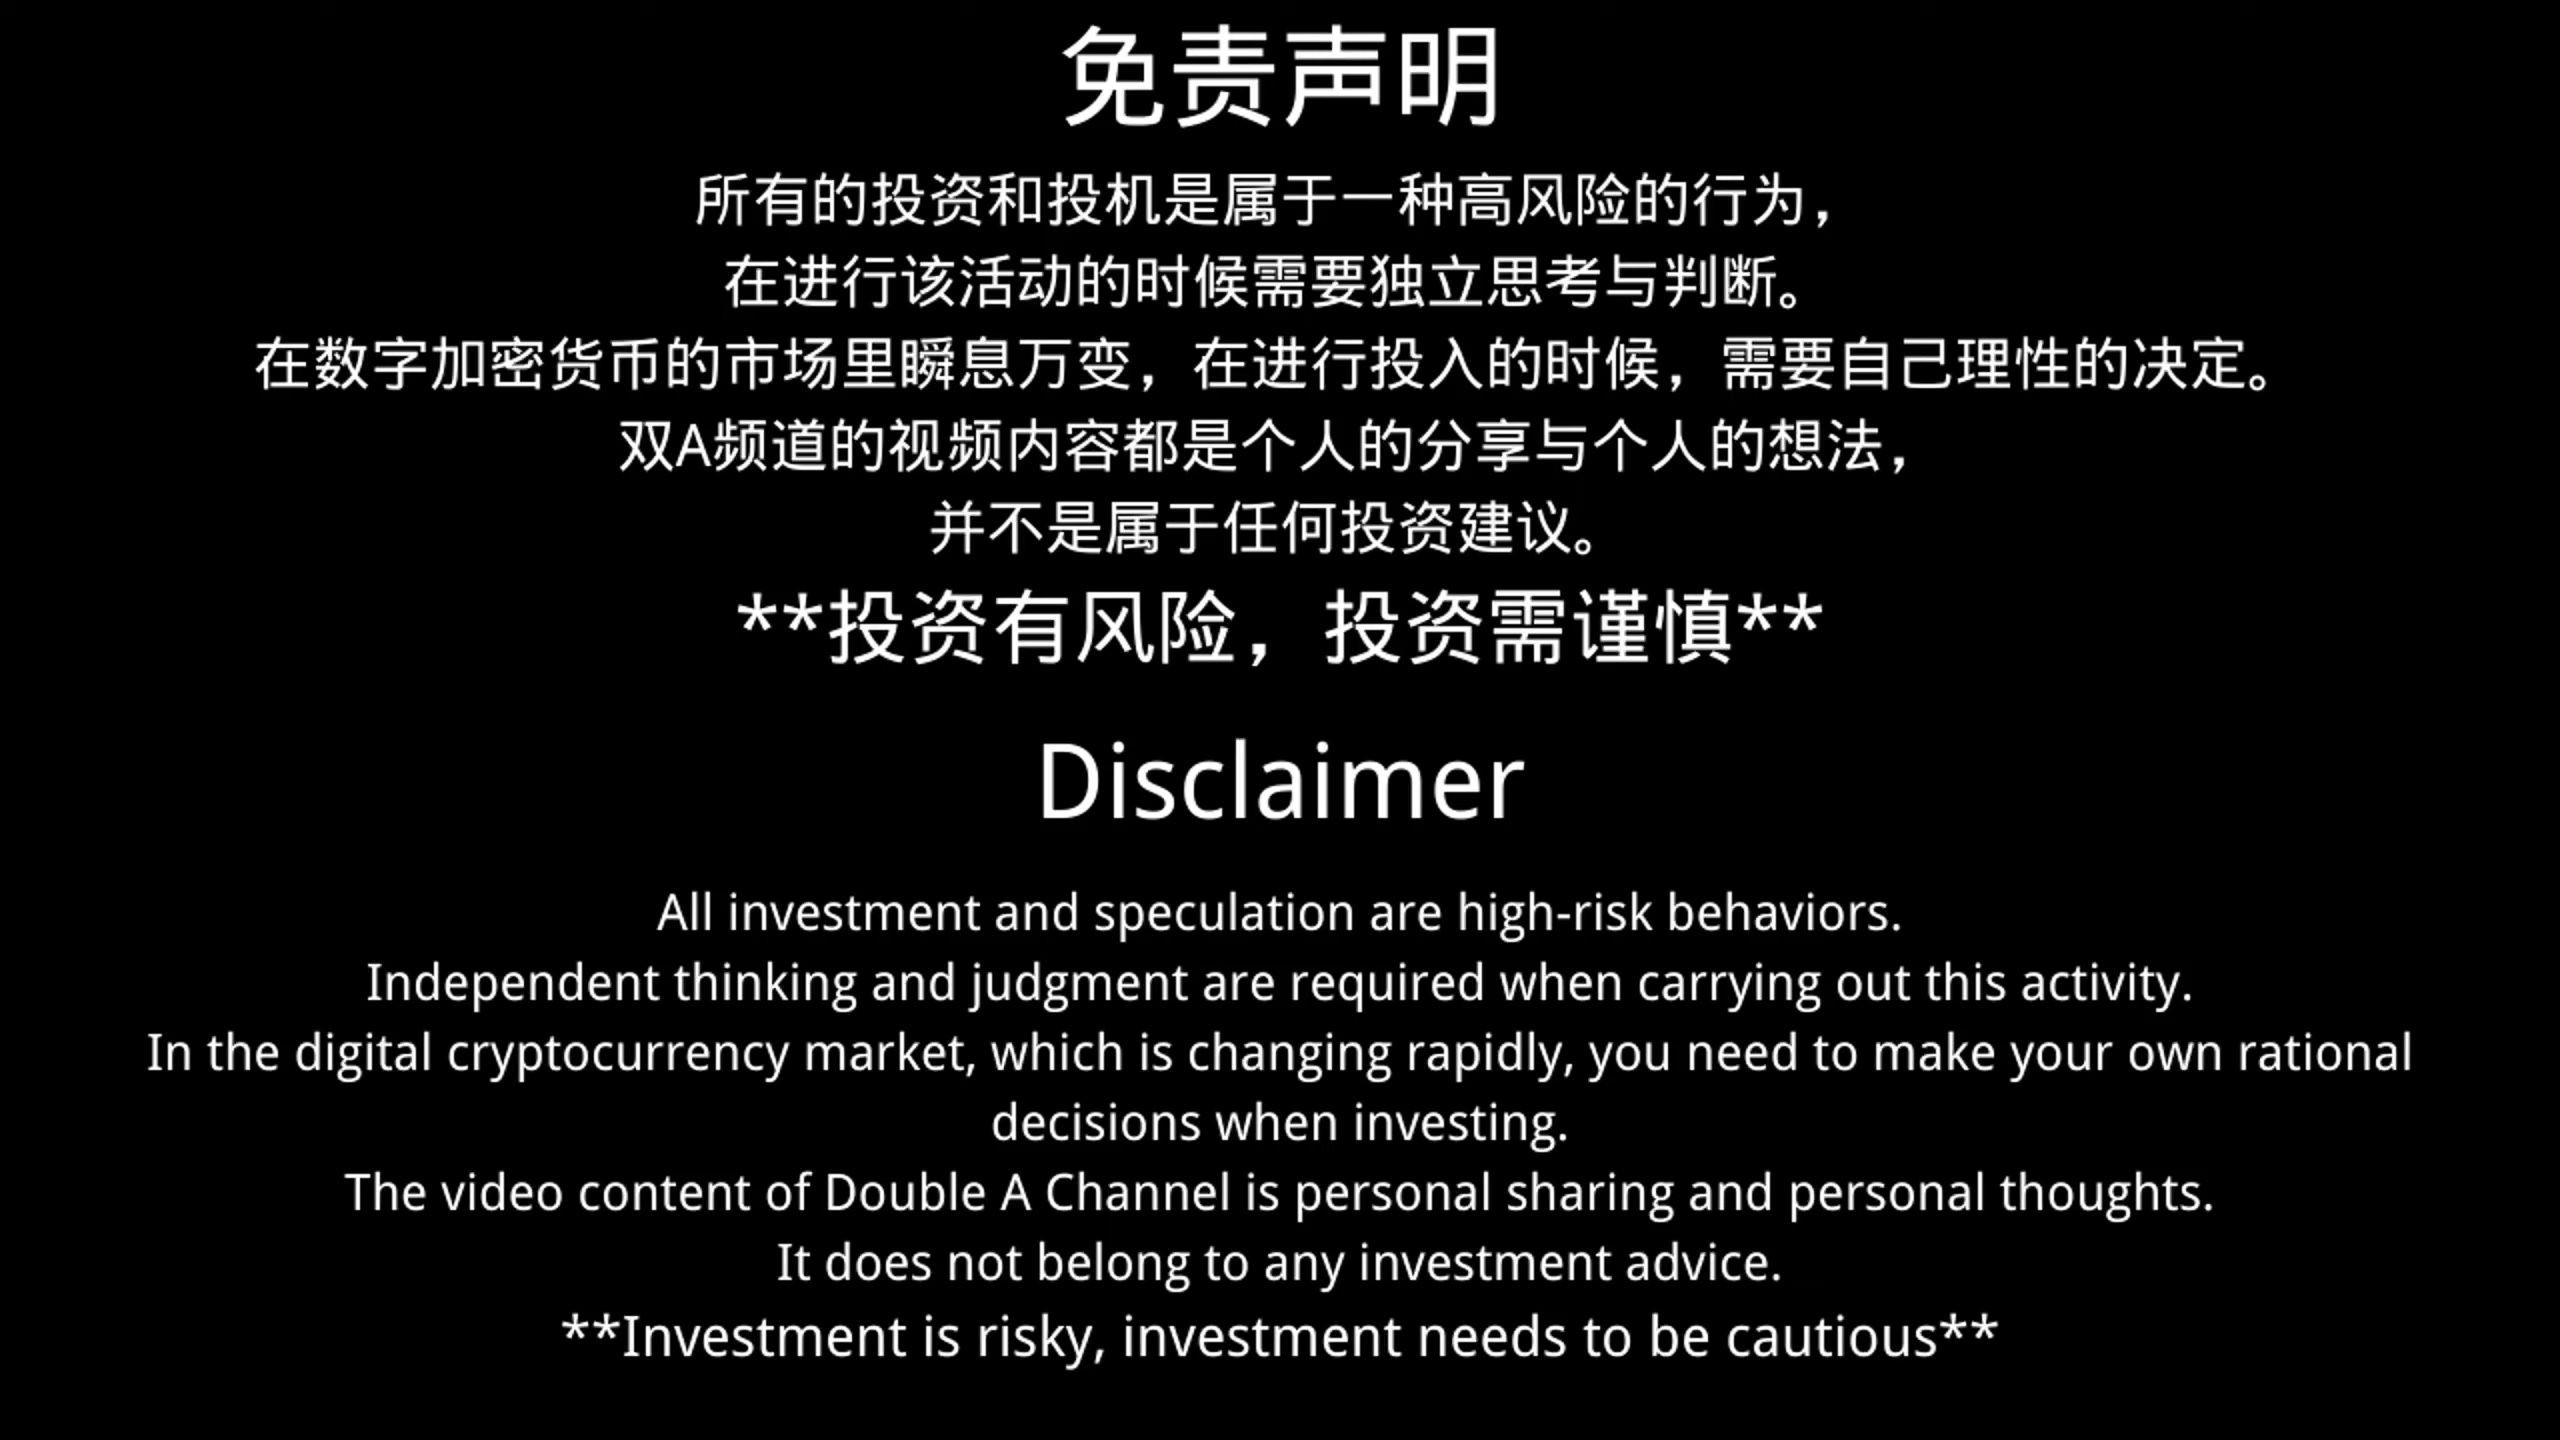 免责声明
所有的投资和投机是属于一种高风险的行为，
在进行该活动的时候需要独立思考与判断。
在数字加密货币的市场里瞬息万变，在进行投入的时候，需要自己理性的决定。
双A频道的视频内容都是个人的分享与个人的想法，
并不是属于任何投资建议。
**投资有风险，投资需谨慎**
Disclaimer
All investment and speculation are high-risk behaviors.
Independent thinking and judgment are required when carrying out this activity.
In the digital cryptocurrency market, which is changing rapidly, you need to make your own rational
decisions when investing.
The video content of Double A Channel is personal sharing and personal thoughts.
It does not belong to any investment advice.
**Investment is risky, investment needs to be cautious**